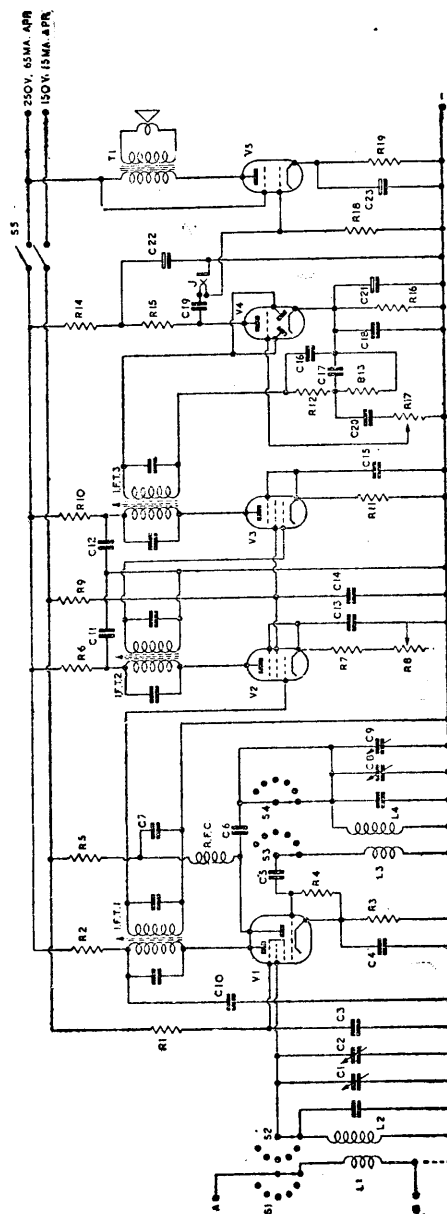 S5
250V, 65MA. APR
150V, 15MA. APR
R1
R2
R5
R6
R9
R10
R14
R15
C22
T1
I.F.T.1
C7
I.F.T.2
C11
C12
I.F.T.3
C10
R.F.C
C19
J
V1
C6
V2
V3
V4
V5
A
S1
S2
C5
S3
S4
R4
C16
R12
C17
B13
R18
C23
R19
L1
L2
C1
C2
C3
C4
R3
L3
L4
C8
C9
R7
R8
C13
C14
R11
C15
C20
R17
C18
R16
C21